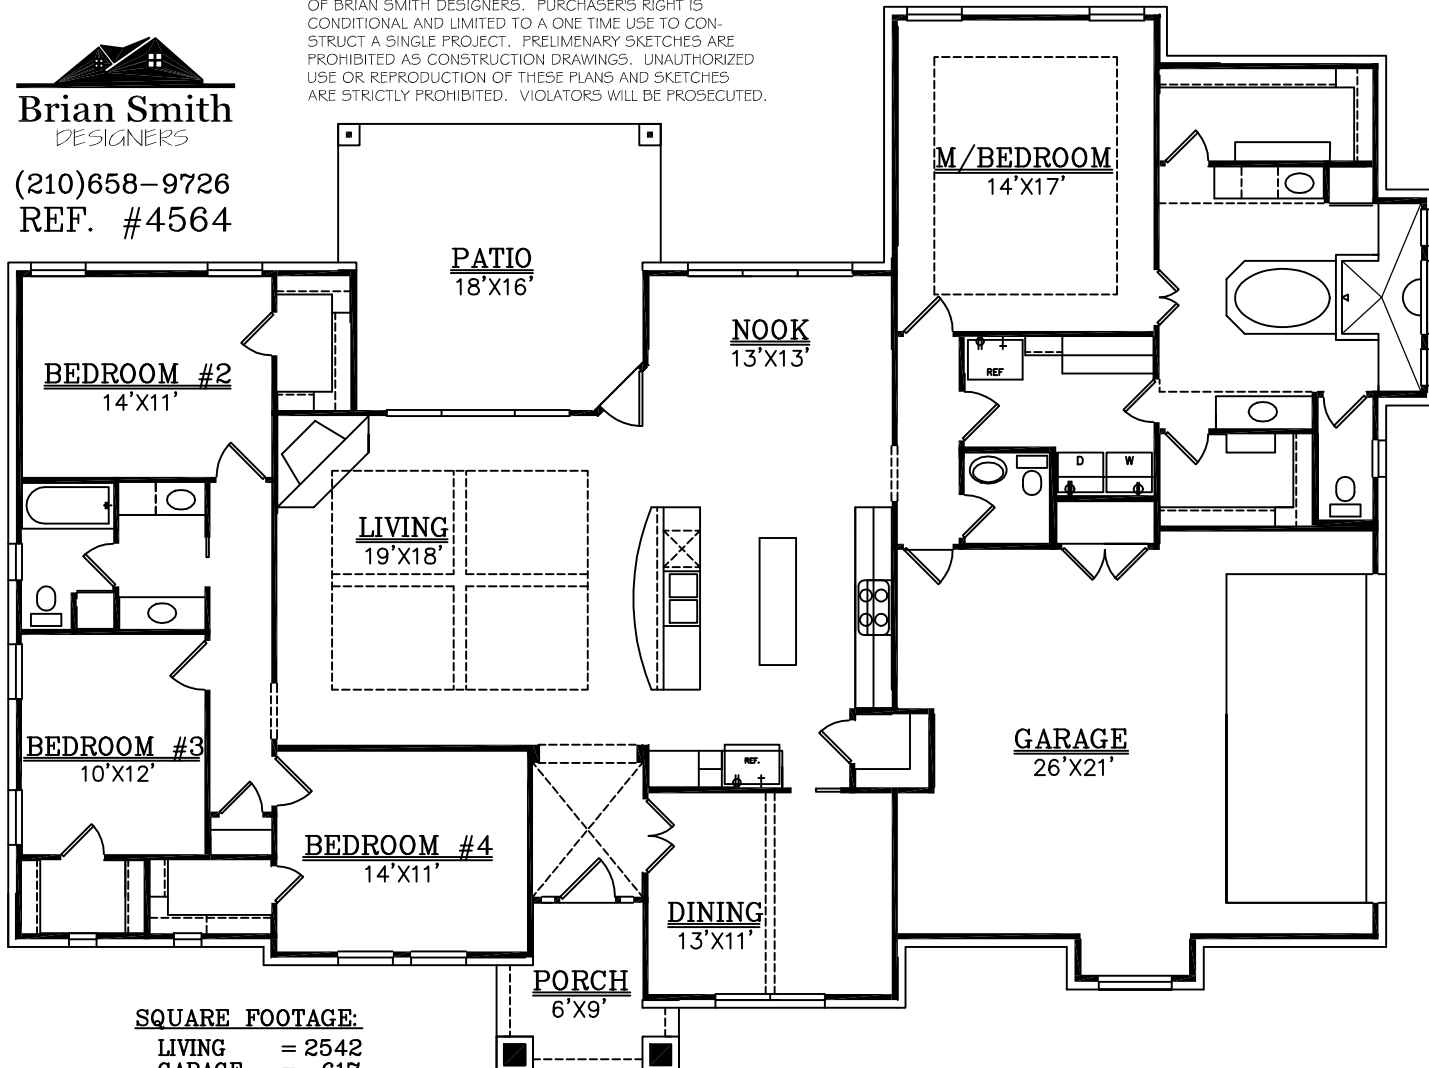 OF BRIAN SMITH DESIGNERS. PURCHASER'S RIGHT IS
CONDITIONAL AND LIMITED TO A ONE TIME USE TO CON-
STRUCT A SINGLE PROJECT. PRELIMENARY SKETCHES ARE
PROHIBITED AS CONSTRUCTION DRAWINGS. UNAUTHORIZED
USE OR REPRODUCTION OF THESE PLANS AND SKETCHES
ARE STRICTLY PROHIBITED. VIOLATORS WILL BE PROSECUTED.
Brian Smith
DESIGNERS
(210)658-9726
REF. #4564
M/BEDROOM
14'X17'
PATIO
18'X16'
NOOK
13'X13'
BEDROOM #2
14'X11'
REF
D W
LIVING
19'X18'
GARAGE
26'X21'
BEDROOM #3
10'X12'
REF.
BEDROOM #4
14'X11'
DINING
13'X11'
PORCH
6'X9'
SQUARE FOOTAGE:
LIVING = 2542
GARAGE = 617